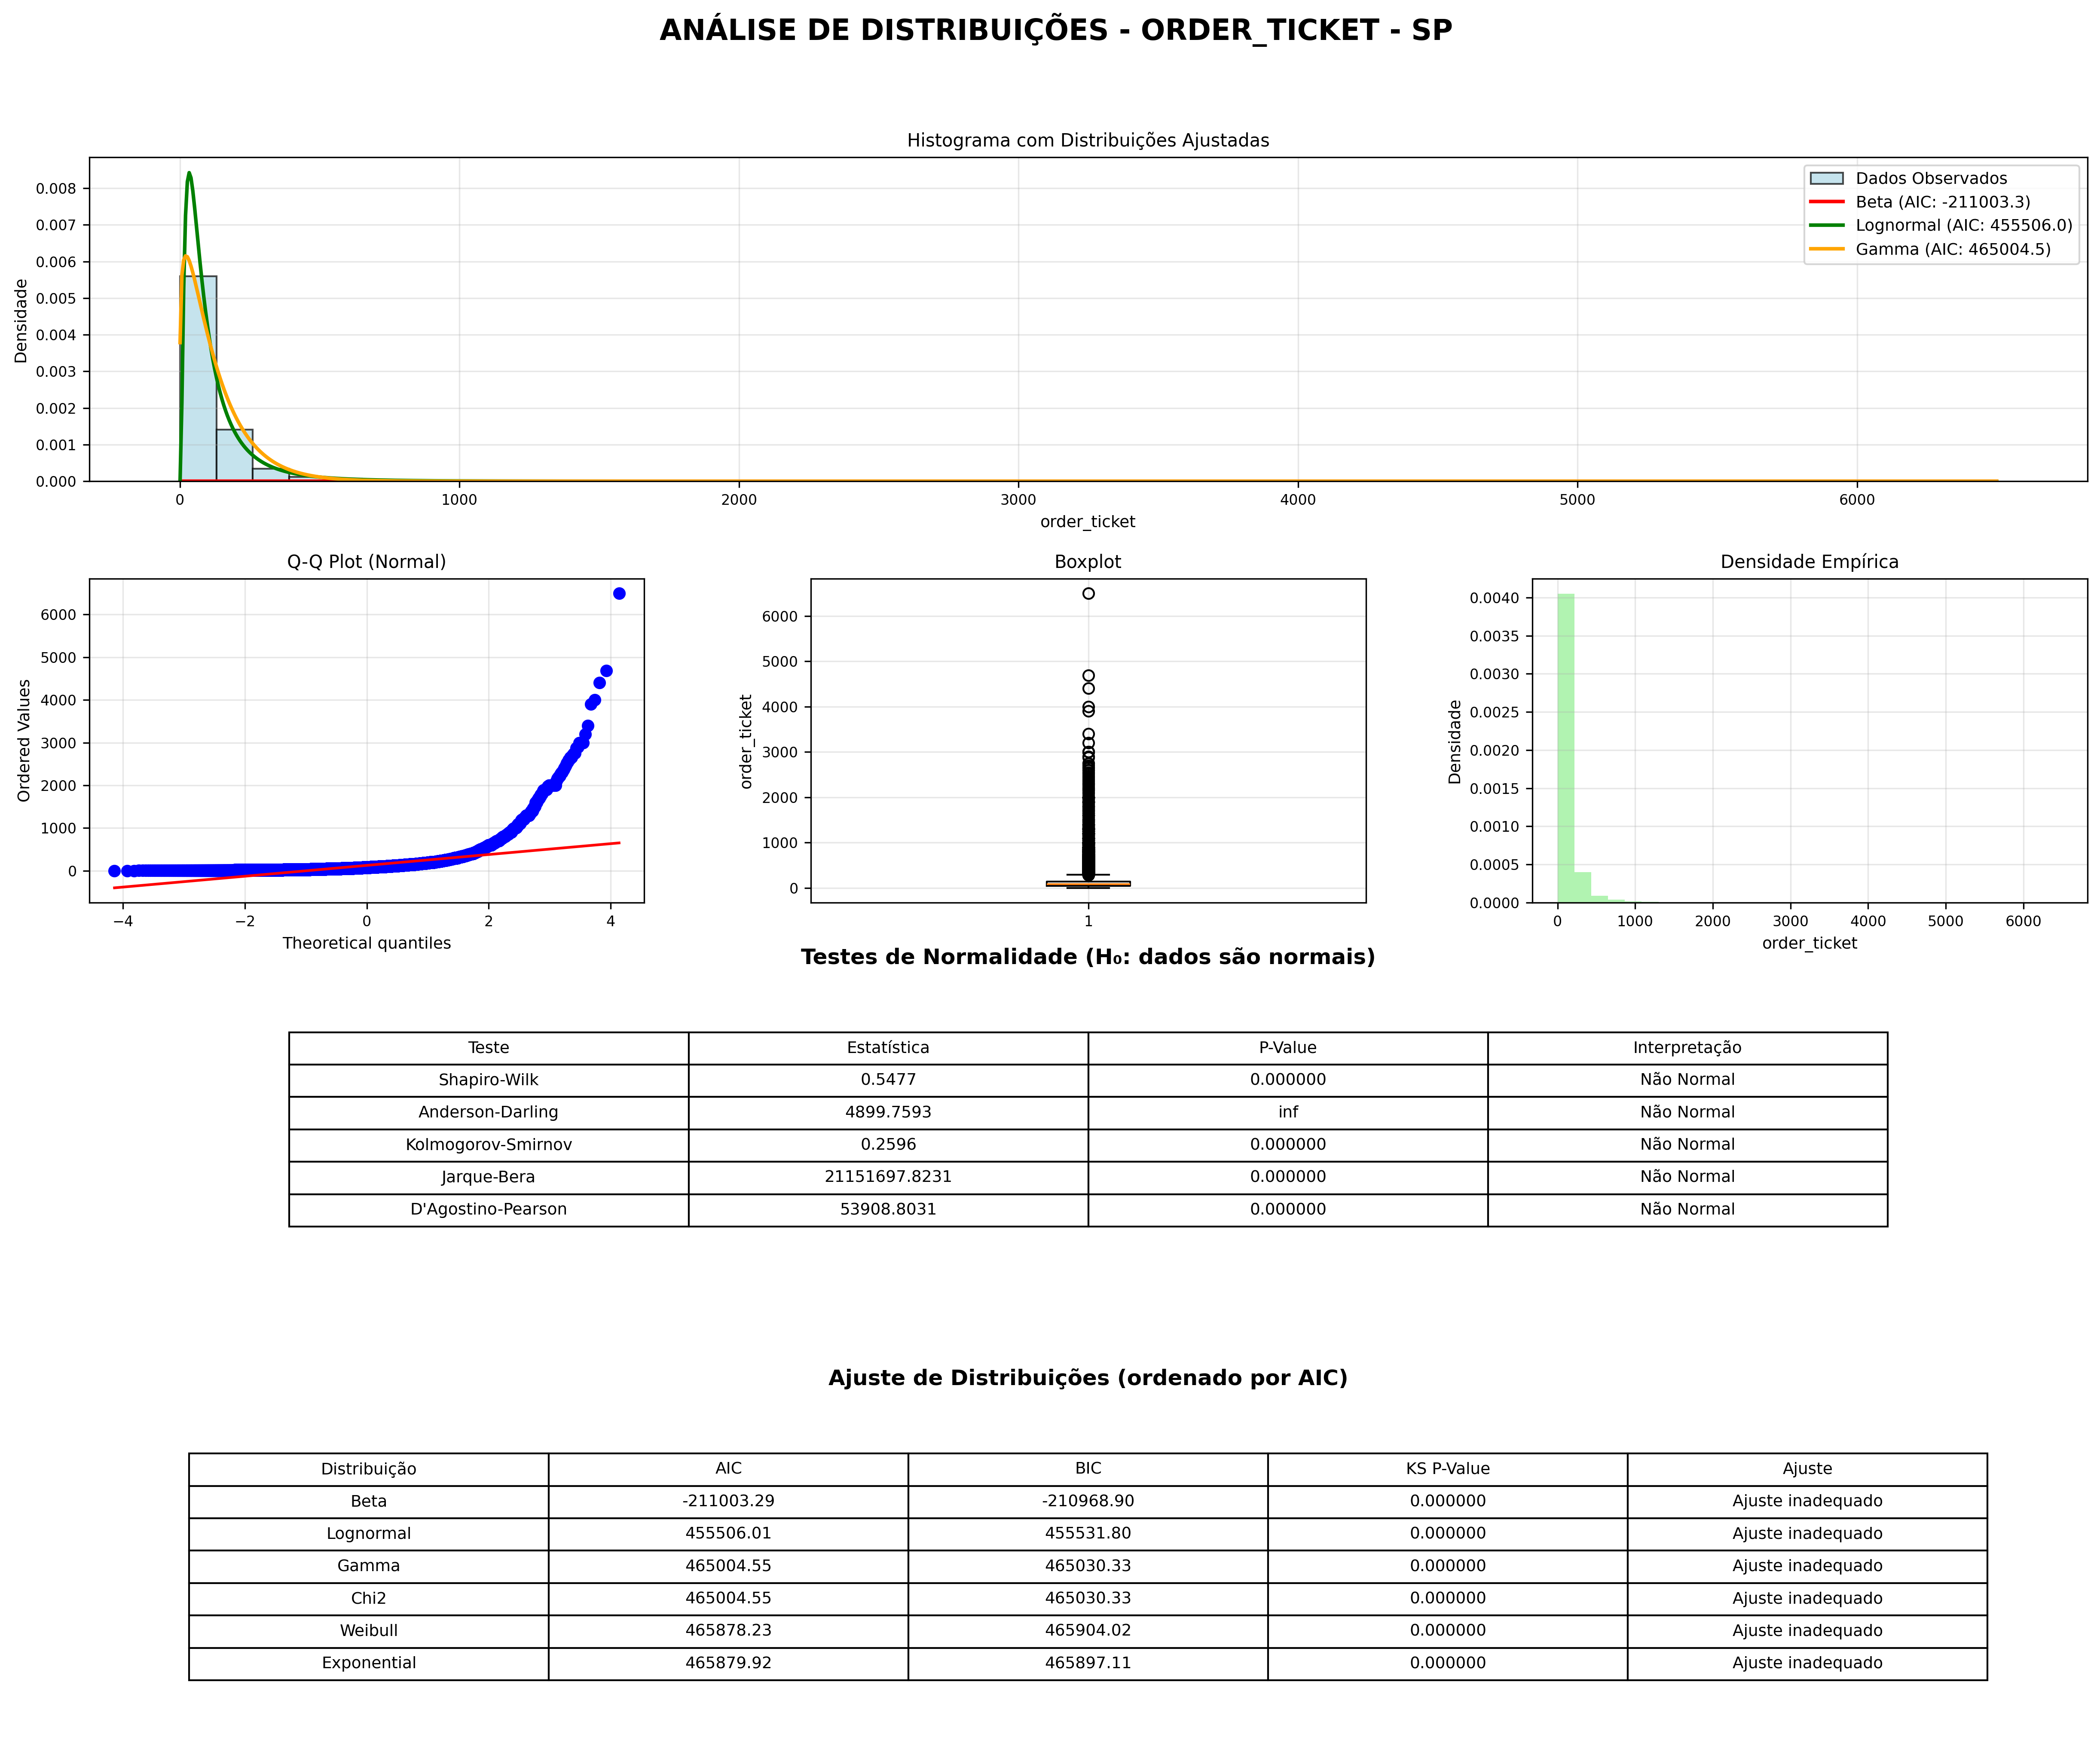 ANÁLISE DE DISTRIBUIÇÕES - ORDER_TICKET - SP
Histograma com Distribuições Ajustadas
Densidade
0.008
0.007
0.006
0.005
0.004
0.003
0.002
0.001
0.000
0 1000 2000 3000 4000 5000 6000
order_ticket
Dados Observados
Beta (AIC: -211003.3)
Lognormal (AIC: 455506.0)
Gamma (AIC: 465004.5)
Q-Q Plot (Normal)
Ordered Values
6000
5000
4000
3000
2000
1000
0
−4 −2 0 2 4
Theoretical quantiles
Boxplot
order_ticket
6000
5000
4000
3000
2000
1000
0
1
Densidade Empírica
Densidade
0.0040
0.0035
0.0030
0.0025
0.0020
0.0015
0.0010
0.0005
0.0000
0 1000 2000 3000 4000 5000 6000
order_ticket
Testes de Normalidade (H₀: dados são normais)
Teste Estatística P-Value Interpretação
Shapiro-Wilk 0.5477 0.000000 Não Normal
Anderson-Darling 4899.7593 inf Não Normal
Kolmogorov-Smirnov 0.2596 0.000000 Não Normal
Jarque-Bera 21151697.8231 0.000000 Não Normal
D'Agostino-Pearson 53908.8031 0.000000 Não Normal
Ajuste de Distribuições (ordenado por AIC)
Distribuição AIC BIC KS P-Value Ajuste
Beta -211003.29 -210968.90 0.000000 Ajuste inadequado
Lognormal 455506.01 455531.80 0.000000 Ajuste inadequado
Gamma 465004.55 465030.33 0.000000 Ajuste inadequado
Chi2 465004.55 465030.33 0.000000 Ajuste inadequado
Weibull 465878.23 465904.02 0.000000 Ajuste inadequado
Exponential 465879.92 465897.11 0.000000 Ajuste inadequado